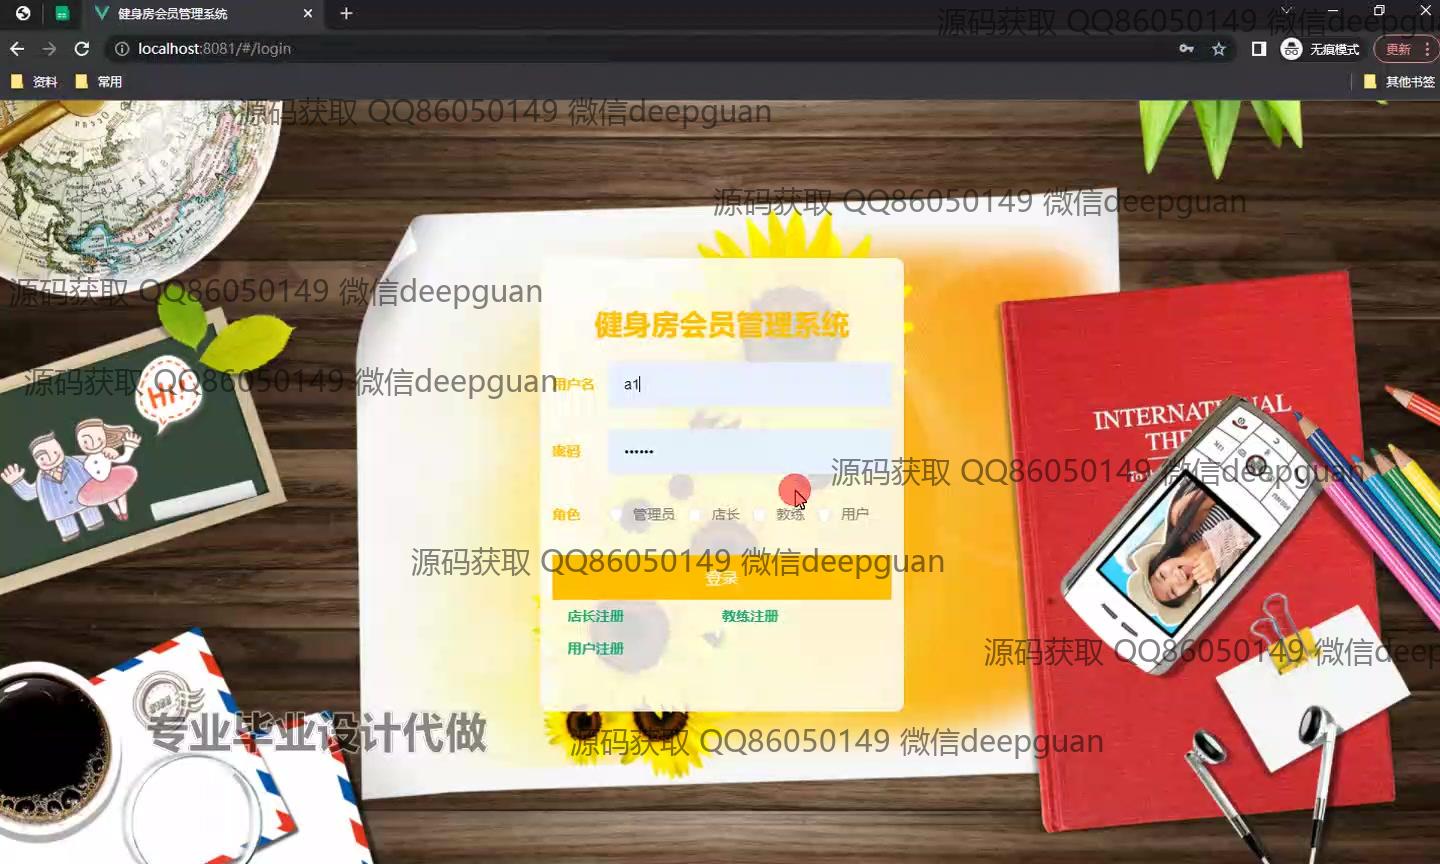 健身房会员管理系统
localhost:8081/#/login
无痕模式
更新
资料
常用
其他书签
源码获取 QQ86050149 微信deepgua
源码获取 QQ86050149 微信deepguan
源码获取 QQ86050149 微信deepguan
源码获取 QQ86050149 微信deepguan
健身房会员管理系统
源码获取 QQ86050149 微信deepguan
用户名
a1
HI!
INTERNATIONAL
THE
密码
••••••
源码获取 QQ86050149 微信deepguan
角色
管理员
店长
教练
用户
源码获取 QQ86050149 微信deepguan
登录
店长注册
教练注册
用户注册
源码获取 QQ86050149 微信deep
专业毕业设计代做
源码获取 QQ86050149 微信deepguan